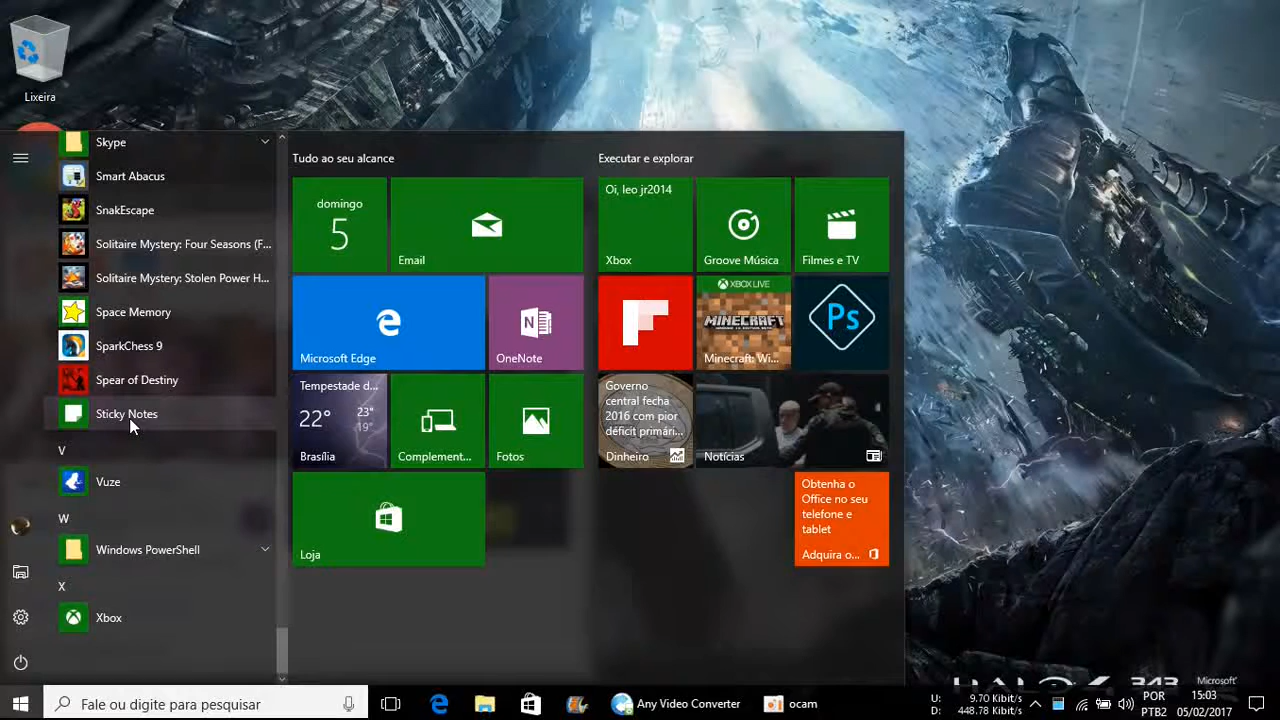 Lixeira
Skype
Smart Abacus
SnakEscape
Solitaire Mystery: Four Seasons (F...
Solitaire Mystery: Stolen Power H...
Space Memory
SparkChess 9
Spear of Destiny
Sticky Notes
V
Vuze
W
Windows PowerShell
X
Xbox
Tudo ao seu alcance
domingo
5
Email
Microsoft Edge
N
OneNote
Tempestade d...
22°
23°
19°
Brasília
Complement...
Fotos
Loja
Executar e explorar
Oi, leo jr2014
Xbox
Groove Música
Filmes e TV
XBOX LIVE
MINECRAFT
Minecraft: Wi...
Ps
Governo
central fecha
2016 com pior
déficit primári...
Dinheiro
Notícias
Obtenha o
Office no seu
telefone e
tablet
Adquira o...
Microsoft
HALO X 343
Fale ou digite para pesquisar
Any Video Converter
ocam
U: 9.70 Kibit/s
D: 448.78 Kibit/s
POR
PTB2
15:03
05/02/2017